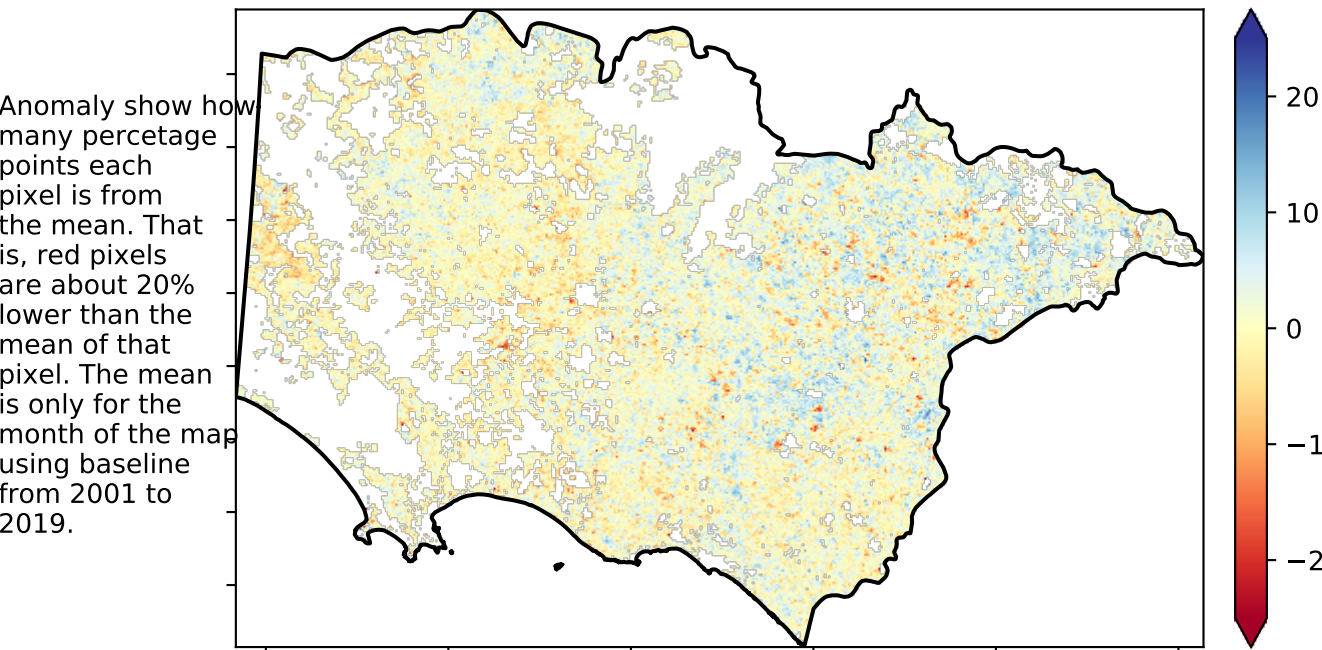 Anomaly show how
many percetage
points each
pixel is from
the mean. That
is, red pixels
are about 20%
lower than the
mean of that
pixel. The mean
is only for the
month of the map
using baseline
from 2001 to
2019.
20
10
0
−1
−2